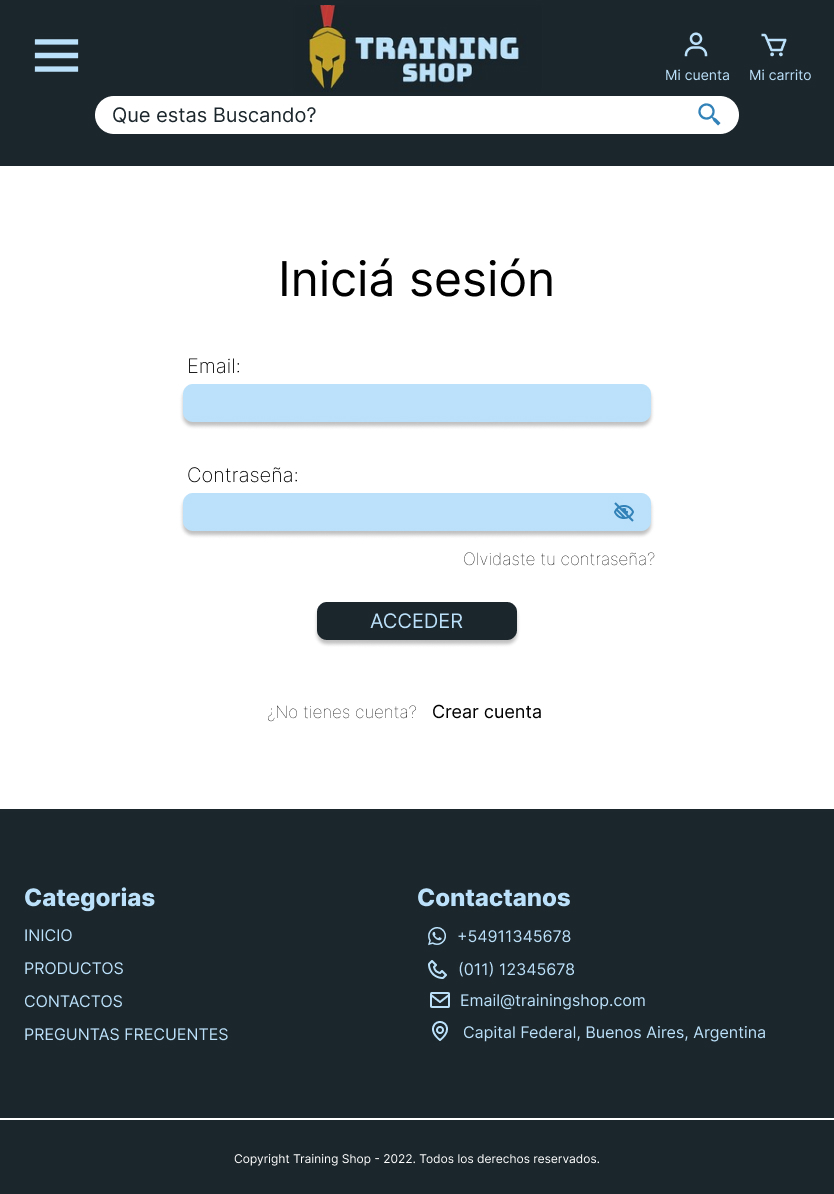 TRAINING
SHOP
Mi cuenta
Mi carrito
Que estas Buscando?
Iniciá sesión
Email:
Contraseña:
Olvidaste tu contraseña?
ACCEDER
¿No tienes cuenta? Crear cuenta
Categorias
INICIO
PRODUCTOS
CONTACTOS
PREGUNTAS FRECUENTES
Contactanos
+54911345678
(011) 12345678
Email@trainingshop.com
Capital Federal, Buenos Aires, Argentina
Copyright Training Shop - 2022. Todos los derechos reservados.